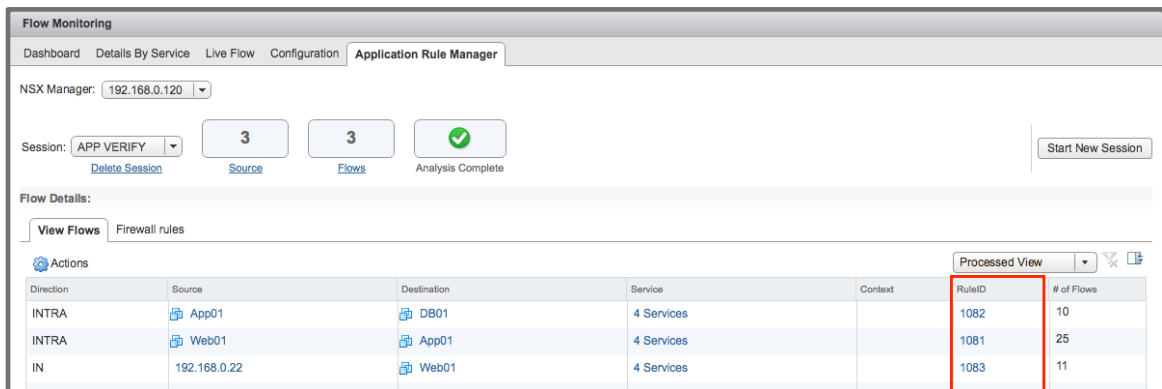 Flow Monitoring
Dashboard Details By Service Live Flow Configuration Application Rule Manager
NSX Manager: 192.168.0.120
3 3
Session: APP VERIFY Start New Session
Delete Session Source Flows Analysis Complete
Flow Details:
View Flows Firewall rules
Actions Processed View
Direction Source Destination Service Context RuleID # of Flows
INTRA App01 DB01 4 Services 1082 10
INTRA Web01 App01 4 Services 1081 25
IN 192.168.0.22 Web01 4 Services 1083 11